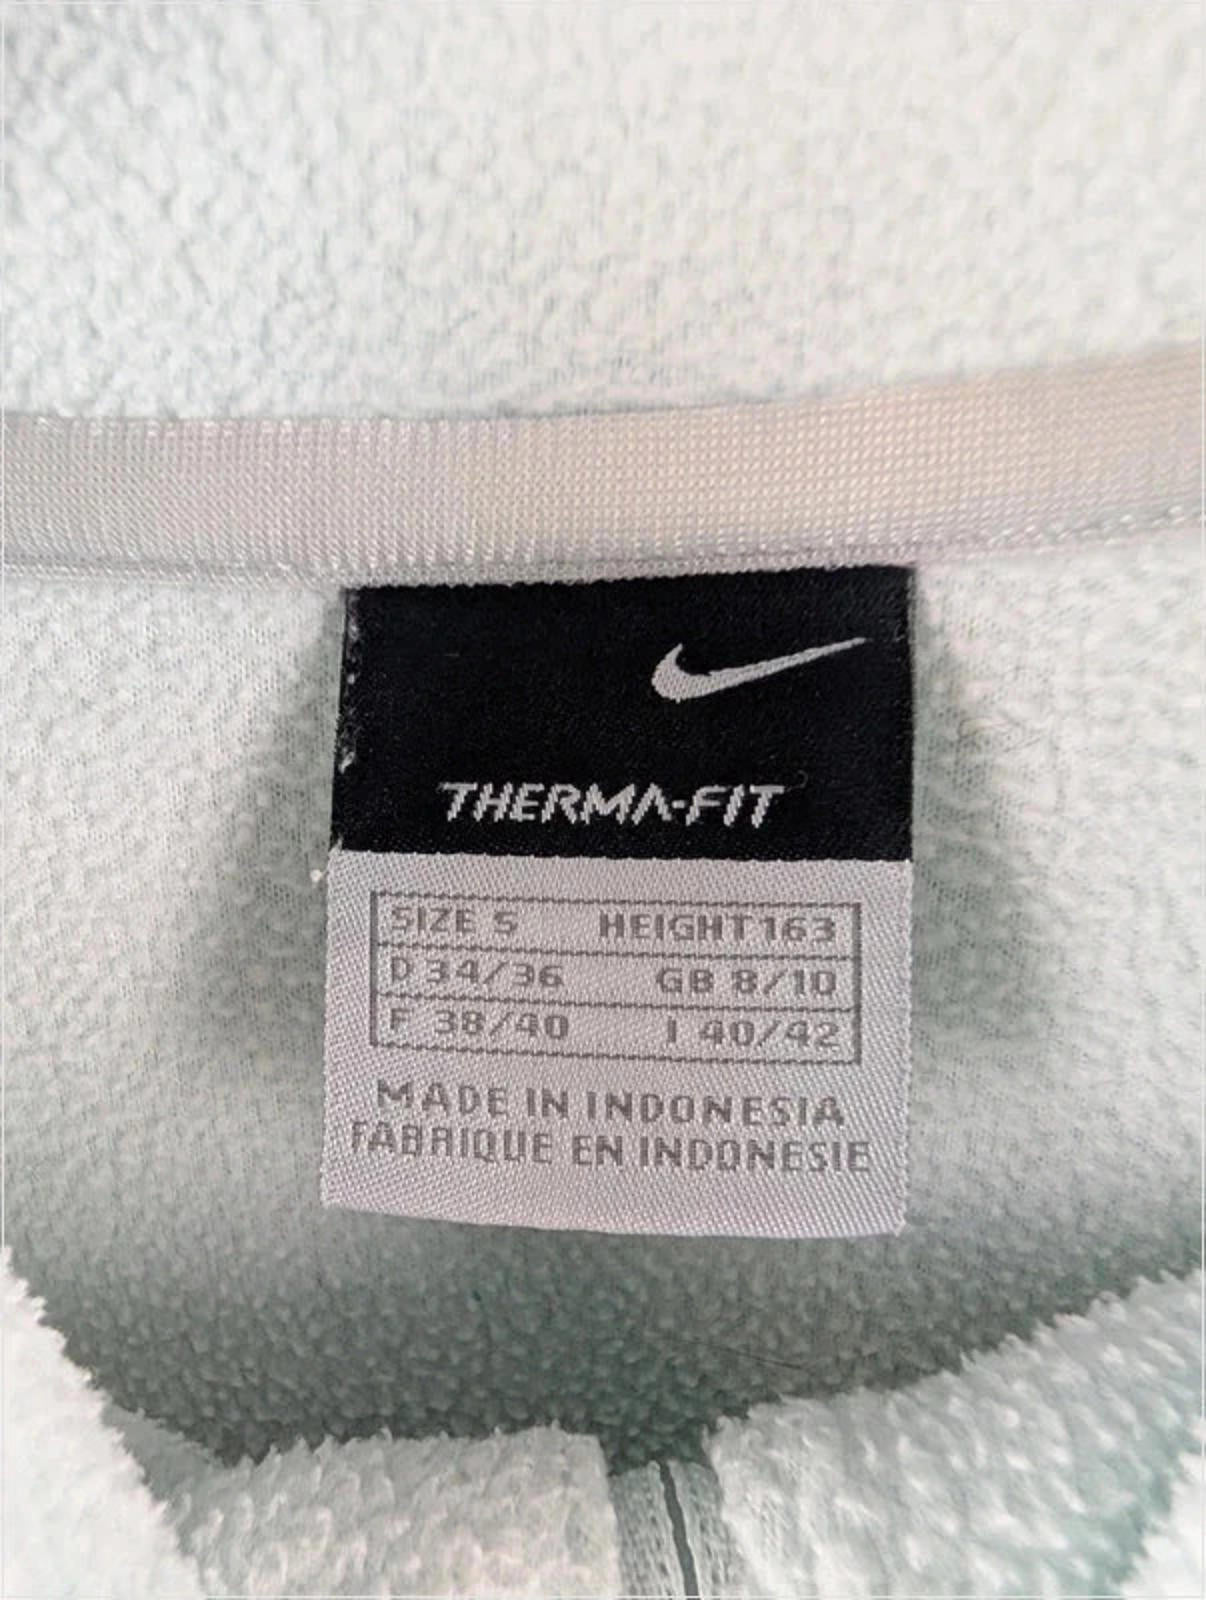 THERMA-FIT
SIZE S HEIGHT 163
D 34/36 GB 8/10
F 38/40 I 40/42
MADE IN INDONESIA
FABRIQUE EN INDONESIE